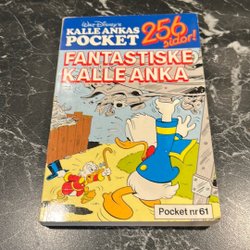 Walt Disney's
KALLE ANKAS
POCKET
256
sidor!
FANTASTISKE
KALLE ANKA
Pocket nr 61